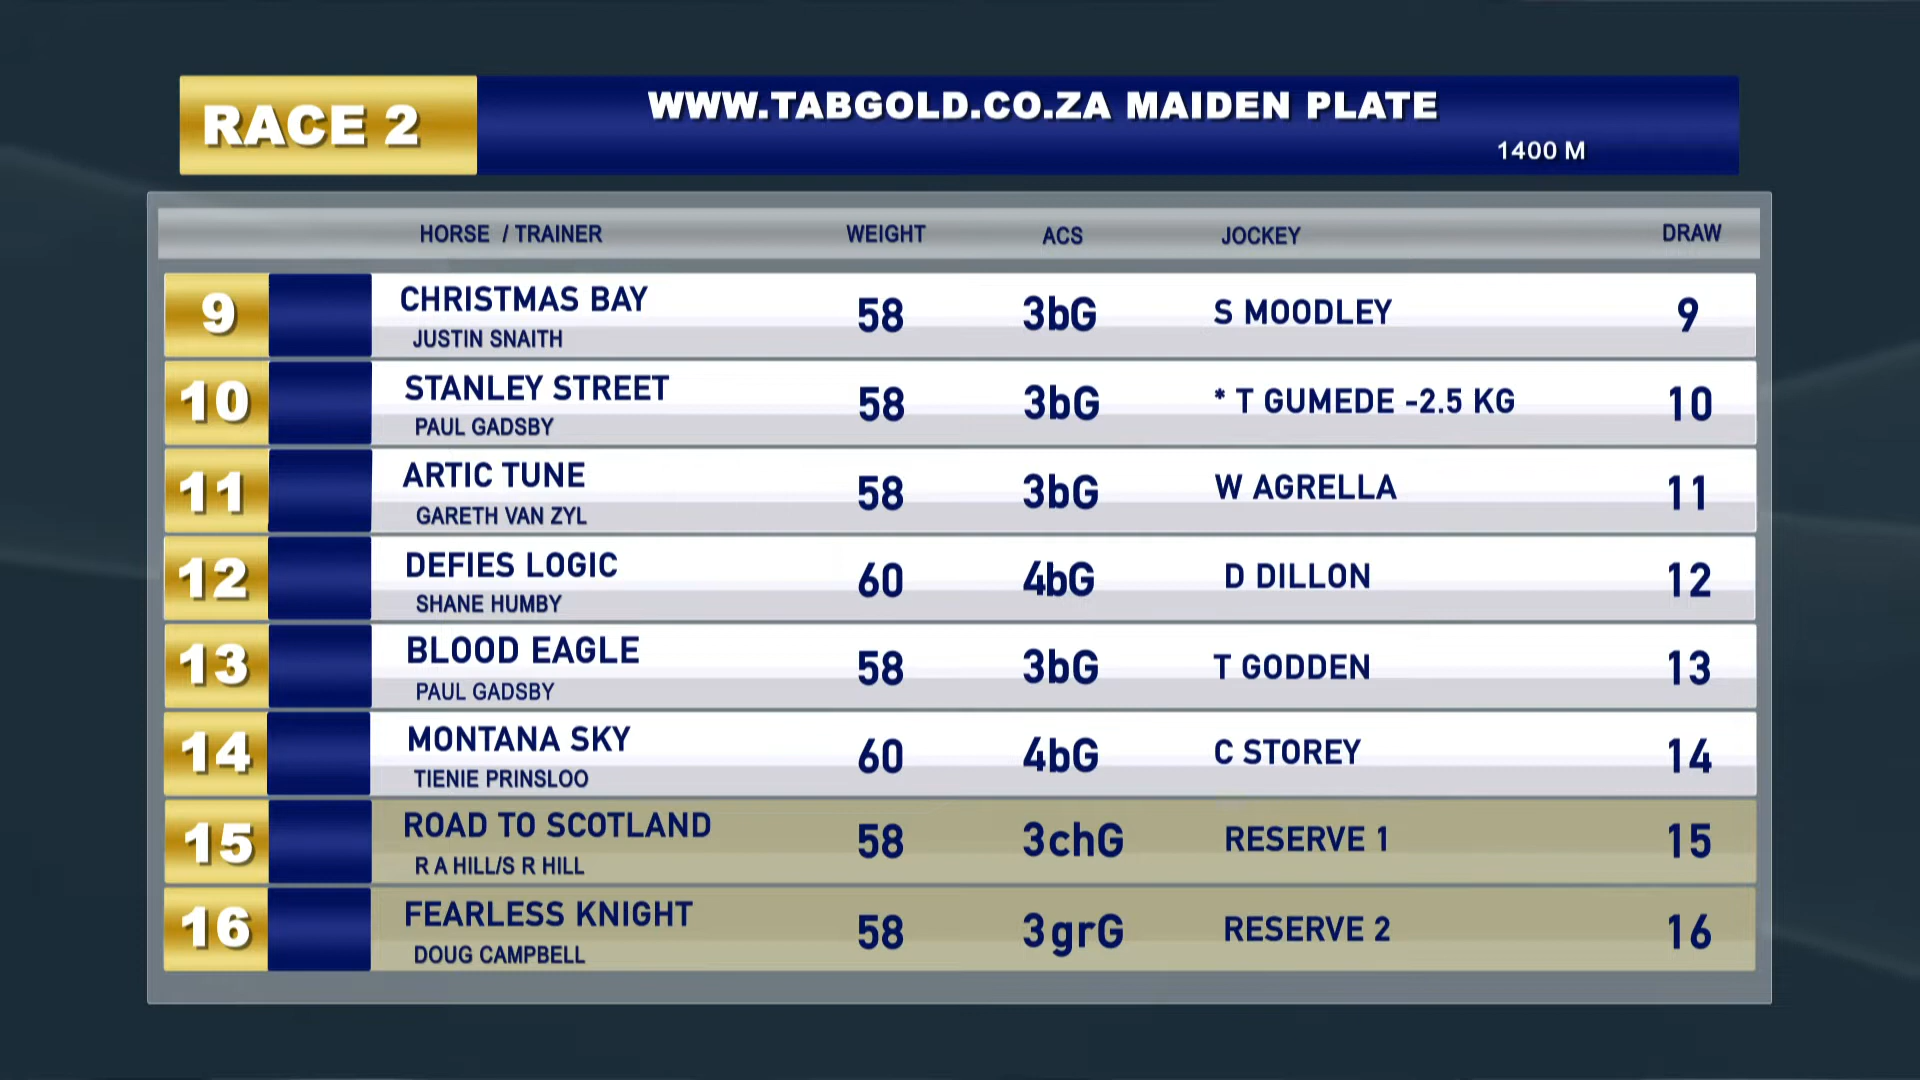 RACE 2
WWW.TABGOLD.CO.ZA MAIDEN PLATE
1400 M
HORSE / TRAINER WEIGHT ACS JOCKEY DRAW
9 CHRISTMAS BAY 58 3bG S MOODLEY 9
JUSTIN SNAITH
10 STANLEY STREET 58 3bG * T GUMEDE -2.5 KG 10
PAUL GADSBY
11 ARTIC TUNE 58 3bG W AGRELLA 11
GARETH VAN ZYL
12 DEFIES LOGIC 60 4bG D DILLON 12
SHANE HUMBY
13 BLOOD EAGLE 58 3bG T GODDEN 13
PAUL GADSBY
14 MONTANA SKY 60 4bG C STOREY 14
TIENIE PRINSLOO
15 ROAD TO SCOTLAND 58 3chG RESERVE 1 15
R A HILL/S R HILL
16 FEARLESS KNIGHT 58 3grG RESERVE 2 16
DOUG CAMPBELL